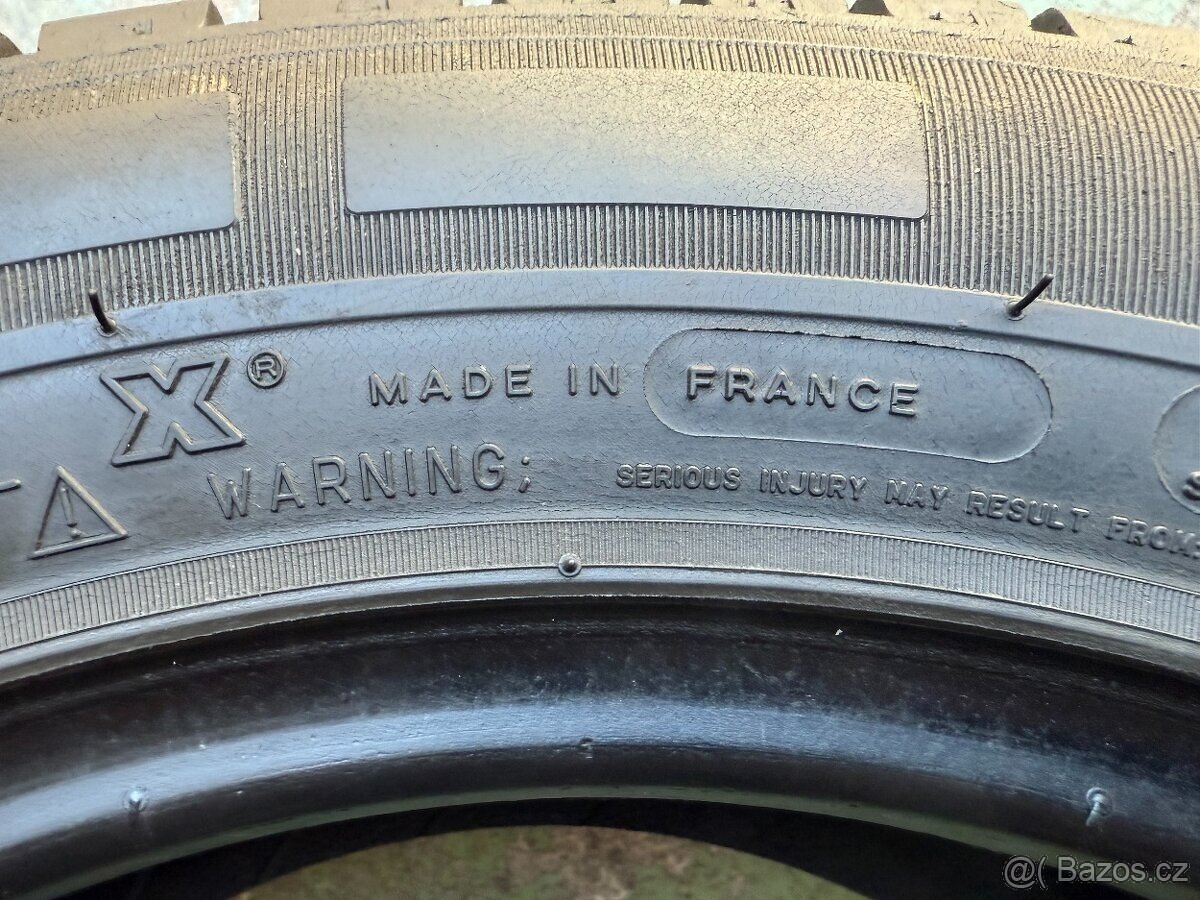 X® MADE IN FRANCE
WARNING; SERIOUS INJURY MAY RESULT FROM:
@( Bazos.cz